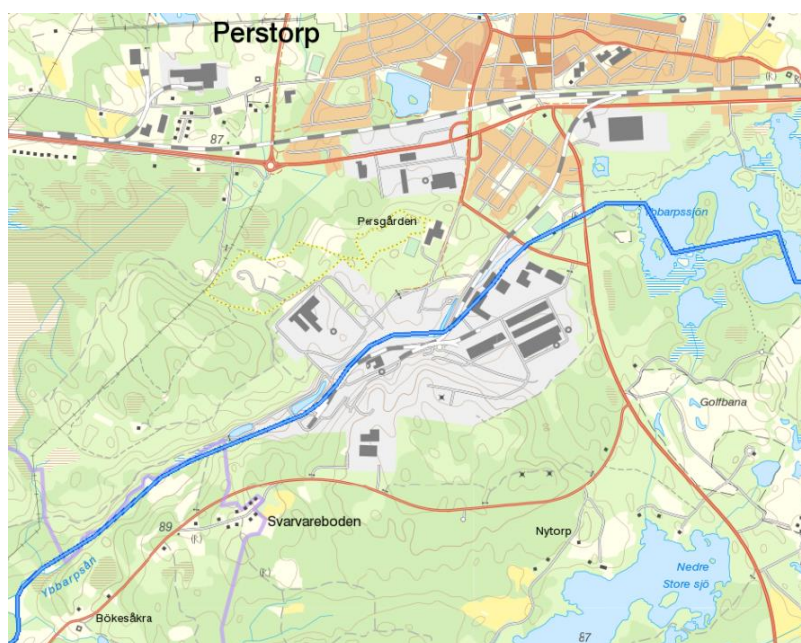 Perstorp
(K)
87
Persgården
Ybbarpssjön
Golfbana
89
Svarvareboden
(F.)
Nytorp
Ybbarpsån
Nedre
Store sjö
Bökesåkra
87